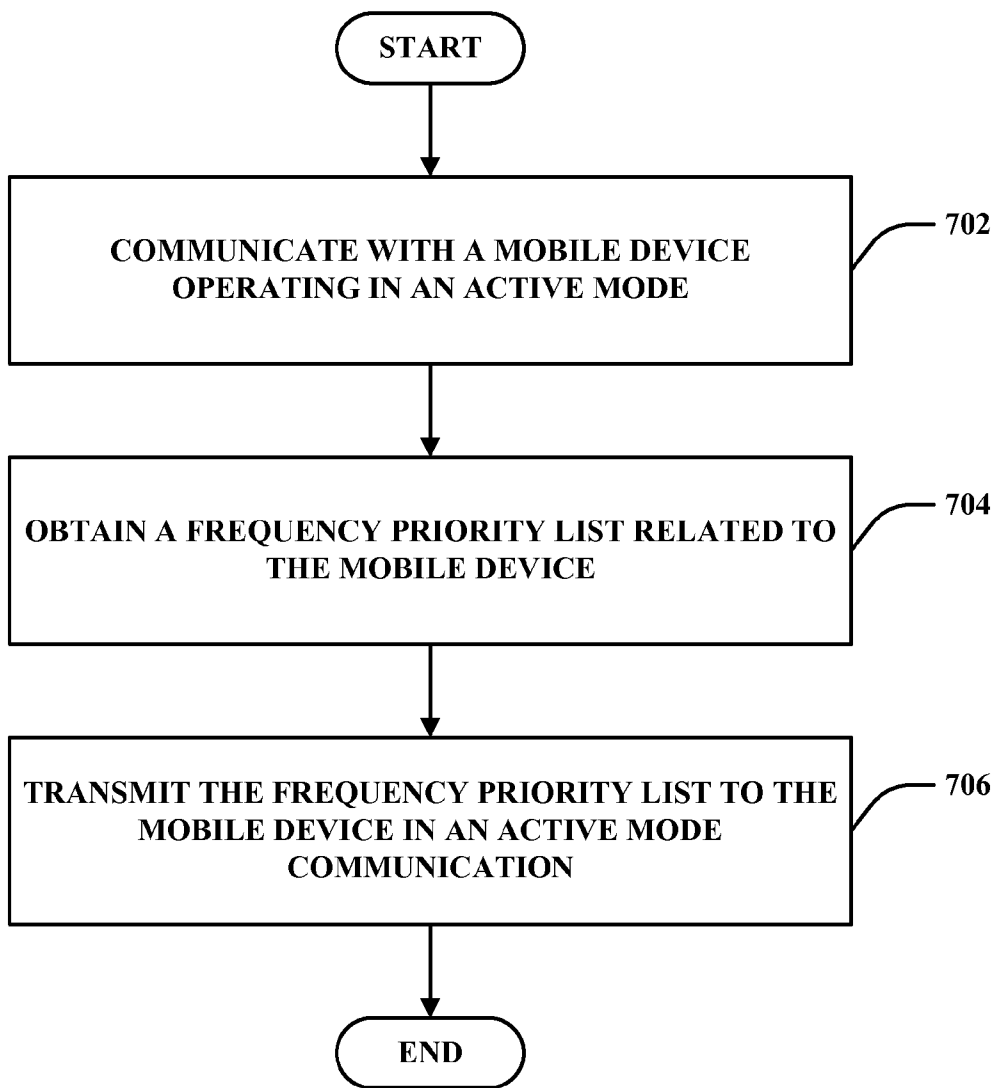 START
COMMUNICATE WITH A MOBILE DEVICE
OPERATING IN AN ACTIVE MODE
702
OBTAIN A FREQUENCY PRIORITY LIST RELATED TO
THE MOBILE DEVICE
704
TRANSMIT THE FREQUENCY PRIORITY LIST TO THE
MOBILE DEVICE IN AN ACTIVE MODE
COMMUNICATION
706
END